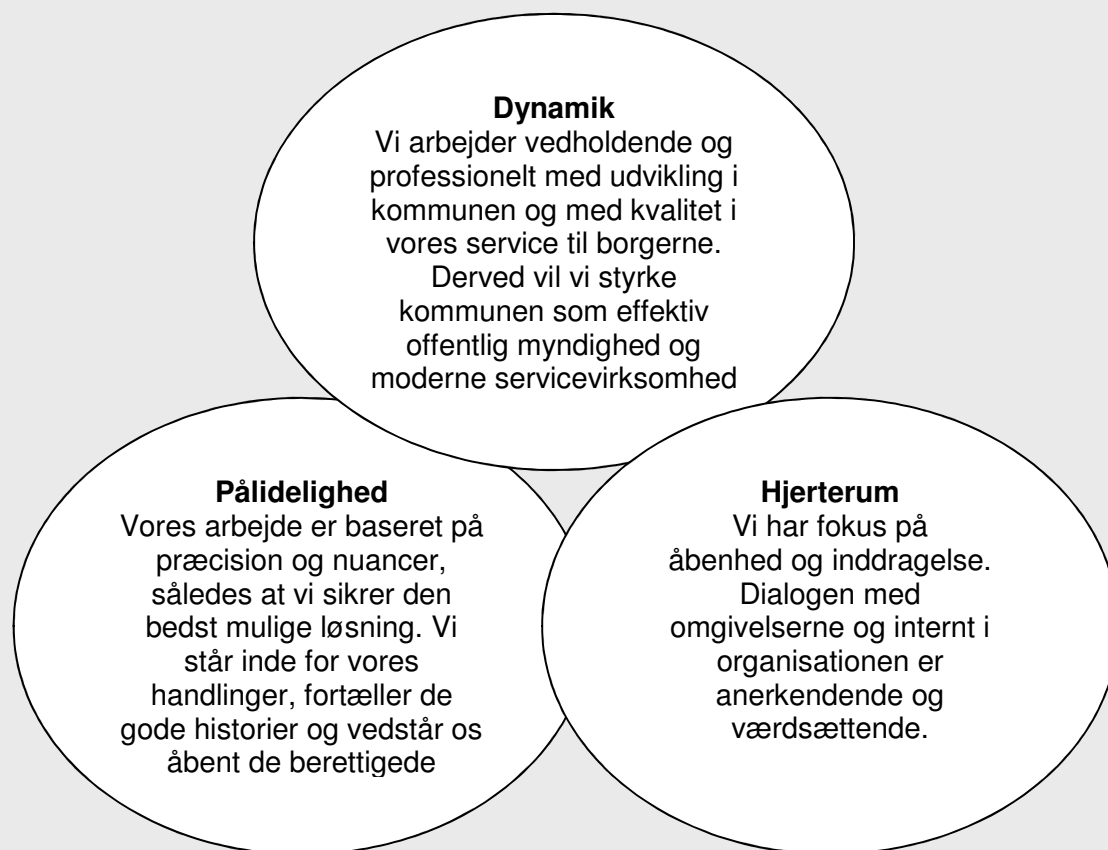 Dynamik
Vi arbejder vedholdende og
professionelt med udvikling i
kommunen og med kvalitet i
vores service til borgerne.
Derved vil vi styrke
kommunen som effektiv
offentlig myndighed og
moderne servicevirksomhed
Pålidelighed
Vores arbejde er baseret på
præcision og nuancer,
således at vi sikrer den
bedst mulige løsning. Vi
står inde for vores
handlinger, fortæller de
gode historier og vedstår os
åbent de berettigede
Hjerterum
Vi har fokus på
åbenhed og inddragelse.
Dialogen med
omgivelserne og internt i
organisationen er
anerkendende og
værdsættende.